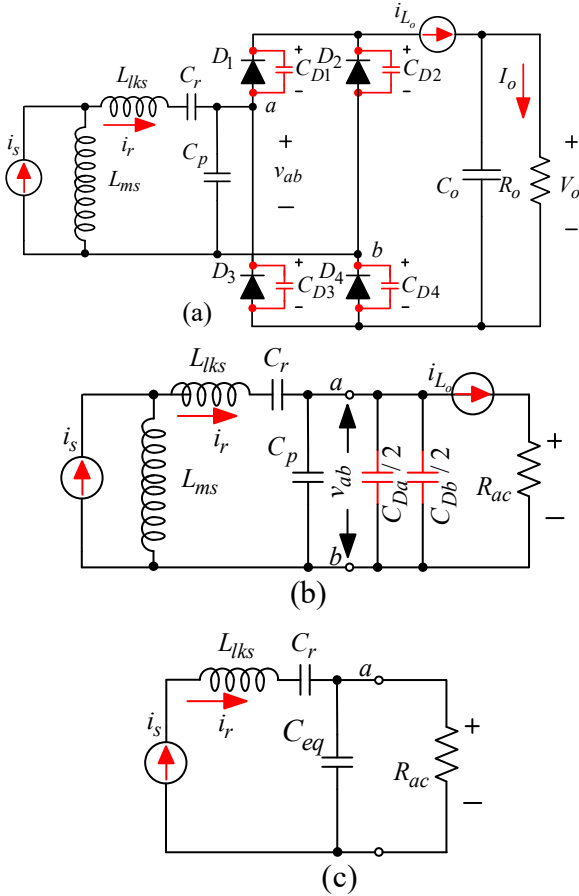 i_{L_o}
D_1
C_{D1}
D_2
C_{D2}
+
−
+
−
L_{lks}
C_r
a
I_o
i_s
i_r
L_{ms}
C_p
+
v_{ab}
−
C_o
R_o
+
V_o
−
b
D_3
C_{D3}
D_4
C_{D4}
+
−
+
−
(a)
L_{lks}
C_r
a
i_{L_o}
i_s
i_r
L_{ms}
C_p
v_{ab}
C_{Da}/2
C_{Db}/2
R_{ac}
+
−
b
(b)
L_{lks}
C_r
a
i_s
i_r
C_{eq}
R_{ac}
+
−
(c)